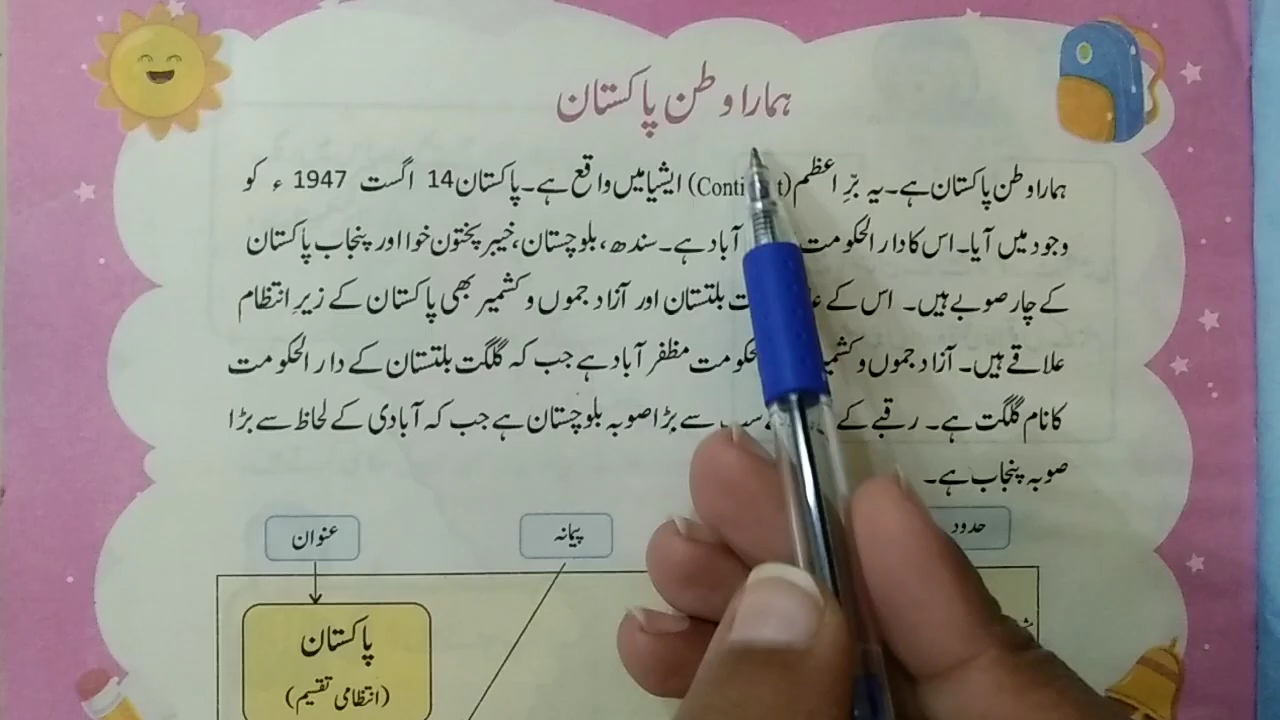 ہمارا وطن پاکستان
ہمارا وطن پاکستان ہے۔ یہ برِّ اعظم (Conti t) ایشیا میں واقع ہے۔ پاکستان 14 اگست 1947 ء کو
وجود میں آیا۔ اس کا دار الحکومت آباد ہے۔ سندھ، بلوچستان، خیبر پختون خوا اور پنجاب پاکستان
کے چار صوبے ہیں۔ اس کے بلتستان اور آزاد جموں و کشمیر بھی پاکستان کے زیرِ انتظام
علاقے ہیں۔ آزاد جموں و کشمیر مظفر آباد ہے جب کہ گلگت بلتستان کے دار الحکومت
کا نام گلگت ہے۔ رقبے کے سے بڑا صوبہ بلوچستان ہے جب کہ آبادی کے لحاظ سے بڑا
صوبہ پنجاب ہے۔
حدود
پیمانہ
عنوان
پاکستان
(انتظامی تقسیم)